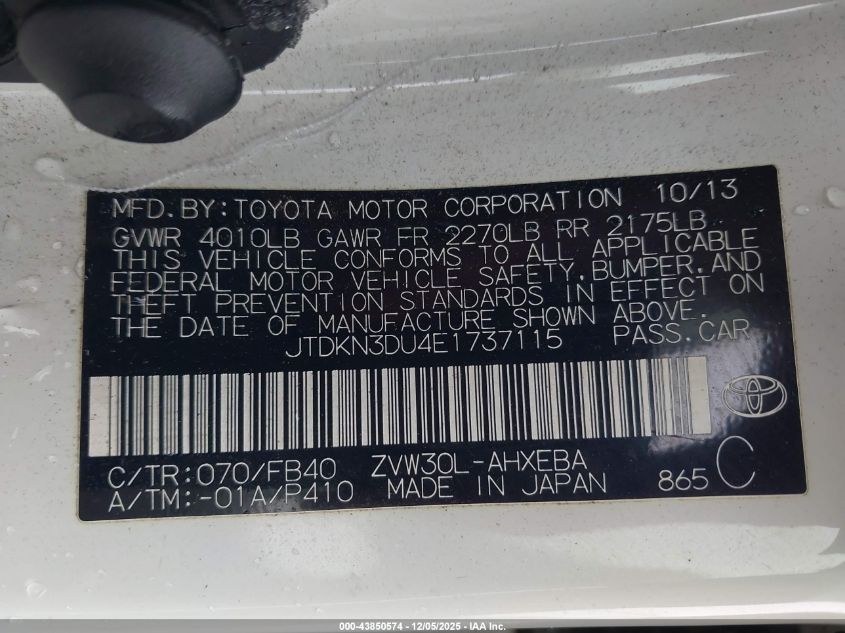 MFD. BY: TOYOTA MOTOR CORPORATION 10/13
GVWR 4010LB GAWR FR 2270LB RR 2175LB
THIS VEHICLE CONFORMS TO ALL APPLICABLE
FEDERAL MOTOR VEHICLE SAFETY, BUMPER, AND
THEFT PREVENTION STANDARDS IN EFFECT ON
THE DATE OF MANUFACTURE SHOWN ABOVE.
JTDKN3DU4E1737115 PASS. CAR
C/TR: 070/FB40 ZVW30L-AHXEBA
A/TM: -01A/P410 MADE IN JAPAN 865 C
000-43850574 - 12/05/2025 - IAA Inc.